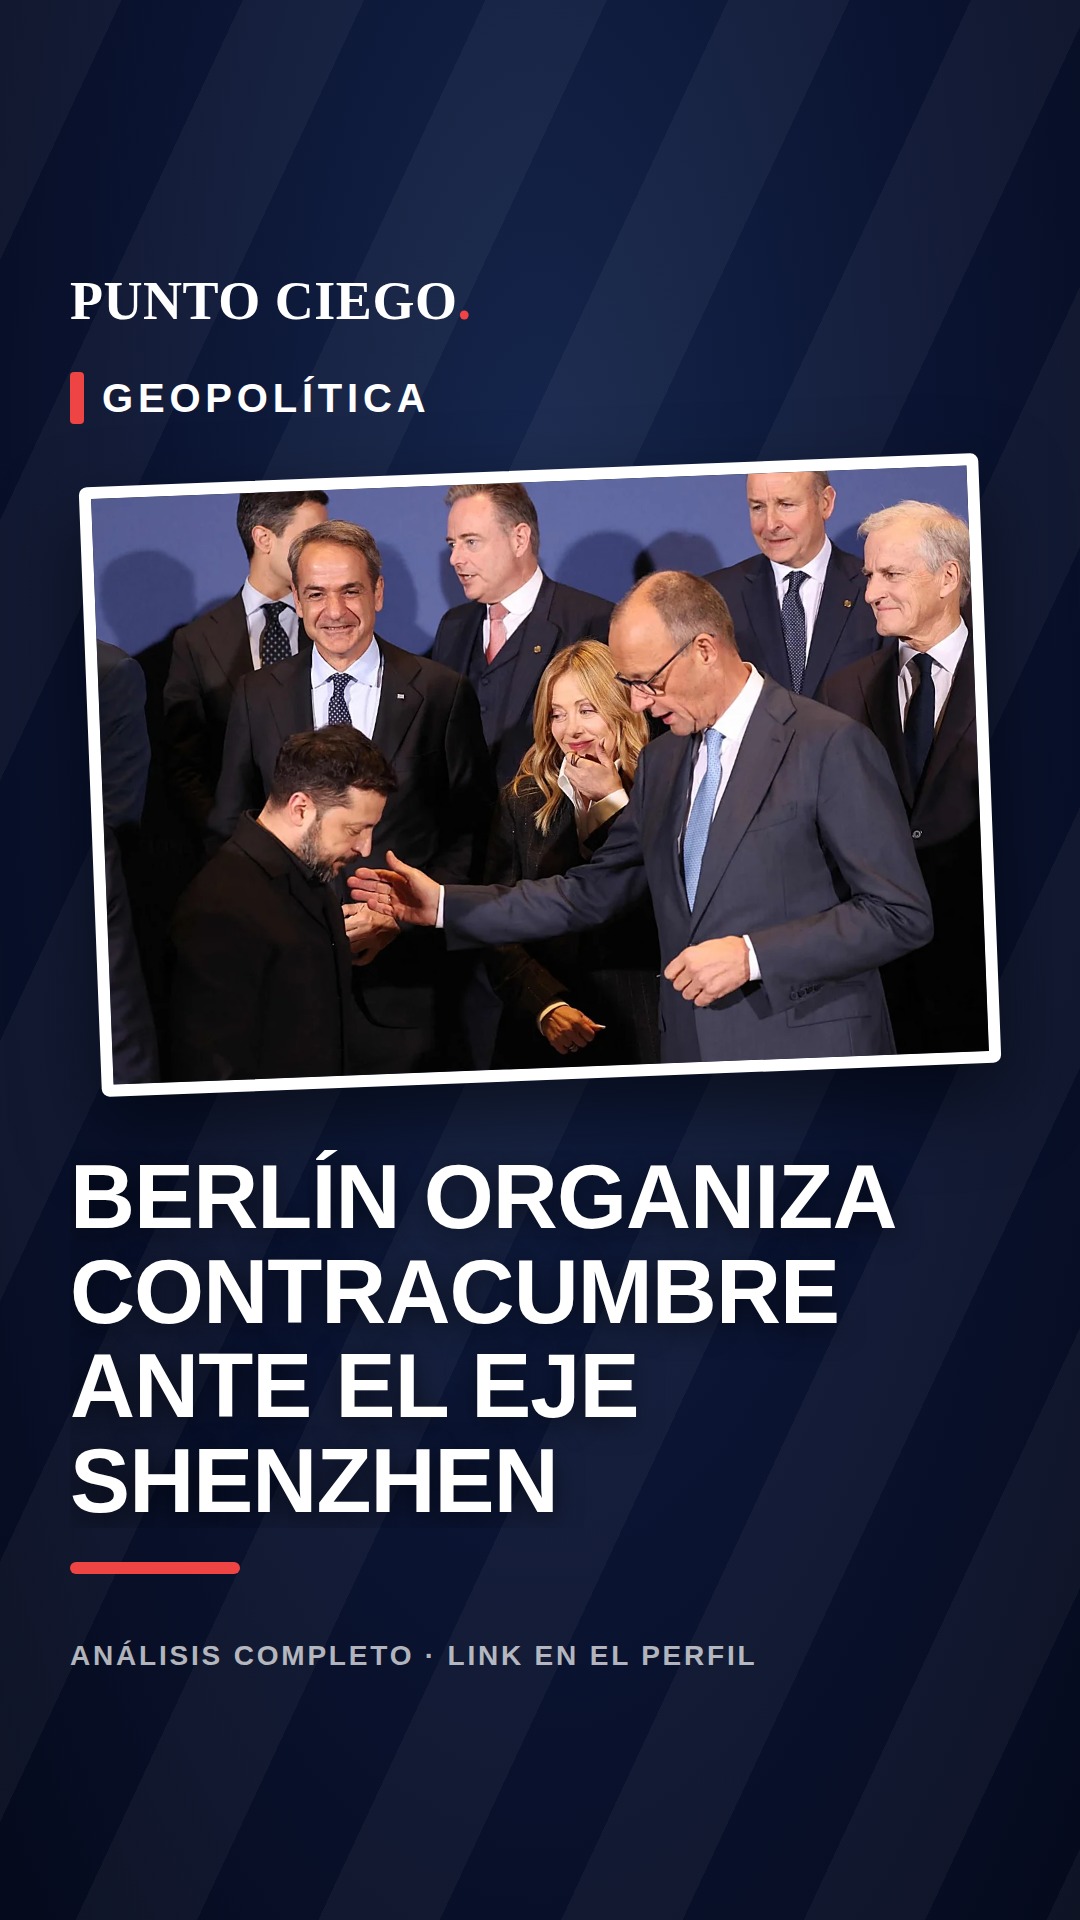 PUNTO CIEGO.
GEOPOLÍTICA
BERLÍN ORGANIZA
CONTRACUMBRE
ANTE EL EJE
SHENZHEN
ANÁLISIS COMPLETO · LINK EN EL PERFIL